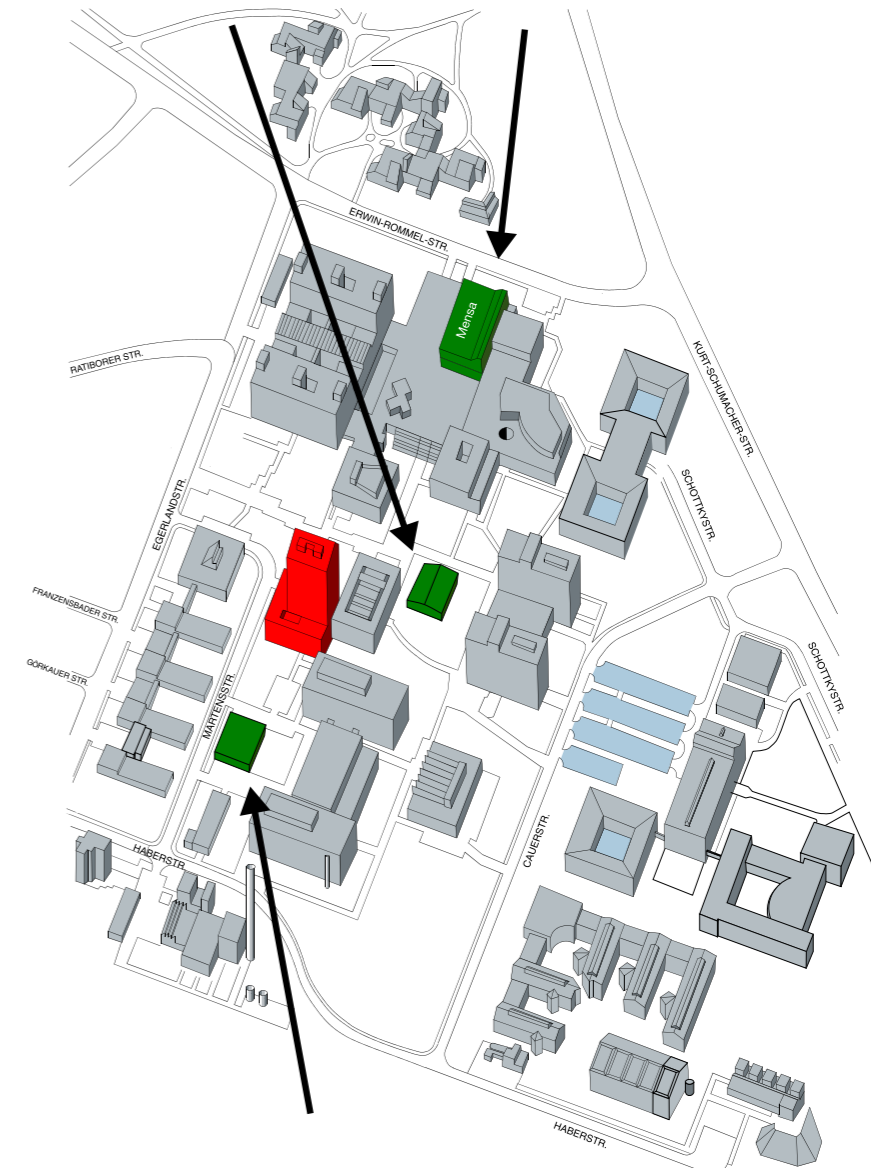 ERWIN-ROMMEL-STR.
Mensa
RATIBORER STR.
KURT-SCHUMACHER-STR.
SCHOTTKYSTR.
EGERLANDSTR.
FRANZENSBADER STR.
GÖRKAUER STR.
SCHOTTKYSTR.
MARTENSSTR.
CAUERSTR.
HABERSTR.
HABERSTR.